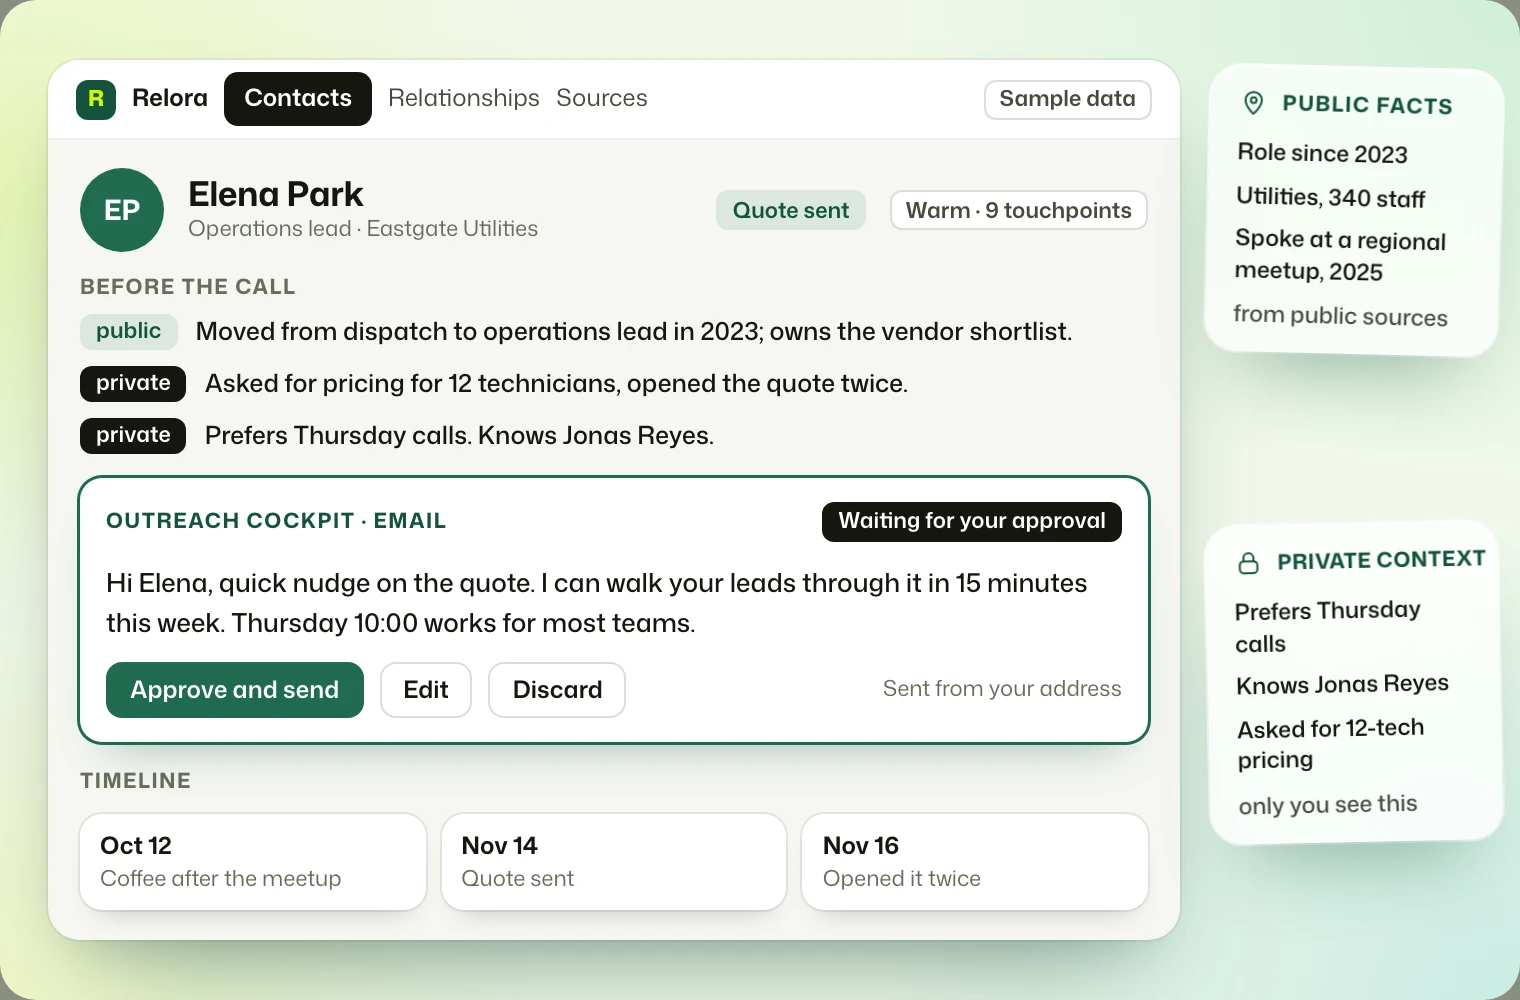 R
Relora
Contacts
Relationships
Sources
Sample data
EP
Elena Park
Operations lead · Eastgate Utilities
Quote sent
Warm · 9 touchpoints
BEFORE THE CALL
public
Moved from dispatch to operations lead in 2023; owns the vendor shortlist.
private
Asked for pricing for 12 technicians, opened the quote twice.
private
Prefers Thursday calls. Knows Jonas Reyes.
OUTREACH COCKPIT · EMAIL
Waiting for your approval
Hi Elena, quick nudge on the quote. I can walk your leads through it in 15 minutes
this week. Thursday 10:00 works for most teams.
Approve and send
Edit
Discard
Sent from your address
TIMELINE
Oct 12
Coffee after the meetup
Nov 14
Quote sent
Nov 16
Opened it twice
PUBLIC FACTS
Role since 2023
Utilities, 340 staff
Spoke at a regional
meetup, 2025
from public sources
PRIVATE CONTEXT
Prefers Thursday
calls
Knows Jonas Reyes
Asked for 12-tech
pricing
only you see this